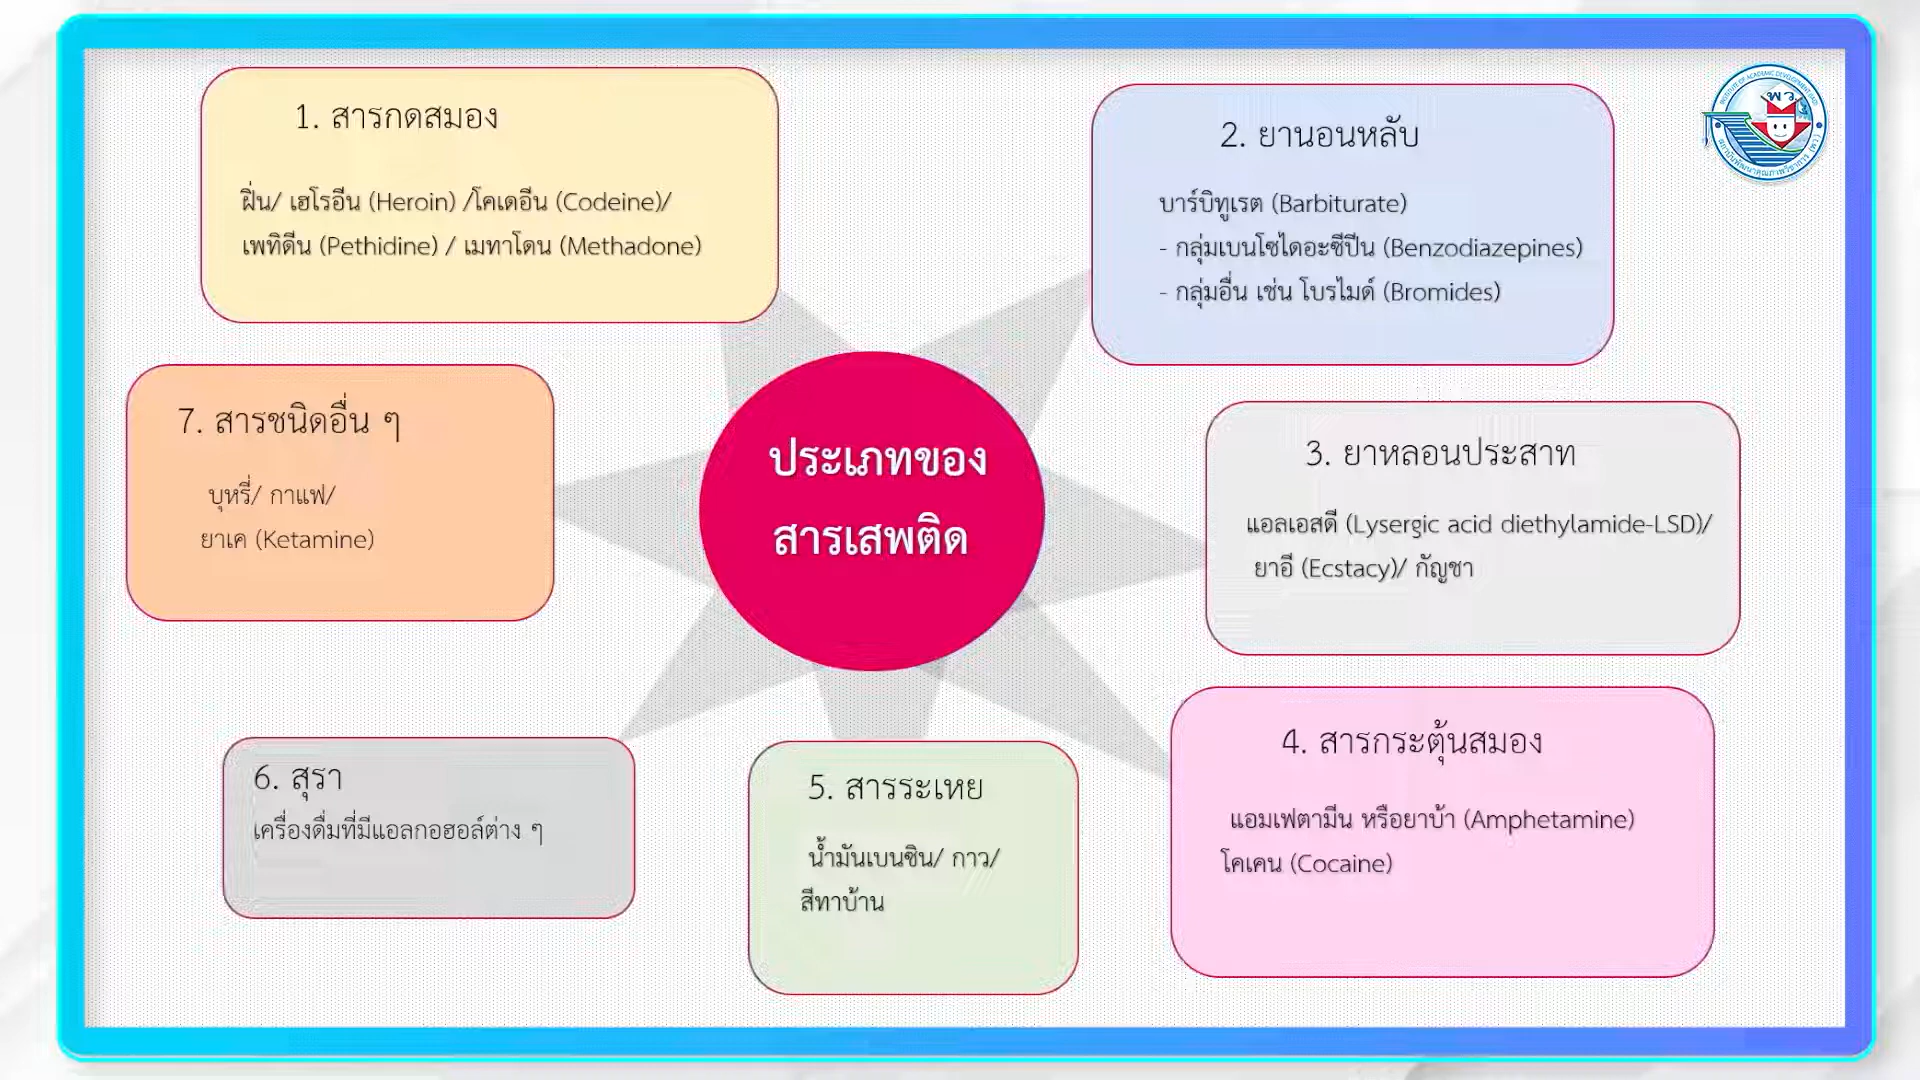 1. สารกดสมอง
ฝิ่น/ เฮโรอีน (Heroin) /โคเดอีน (Codeine)/
เพทิดีน (Pethidine) / เมทาโดน (Methadone)
2. ยานอนหลับ
บาร์บิทูเรต (Barbiturate)
- กลุ่มเบนโซไดอะซีปีน (Benzodiazepines)
- กลุ่มอื่น เช่น โบรไมด์ (Bromides)
พว
7. สารชนิดอื่น ๆ
บุหรี่/ กาแฟ/
ยาเค (Ketamine)
ประเภทของ
สารเสพติด
3. ยาหลอนประสาท
แอลเอสดี (Lysergic acid diethylamide-LSD)/
ยาอี (Ecstacy)/ กัญชา
4. สารกระตุ้นสมอง
แอมเฟตามีน หรือยาบ้า (Amphetamine)
โคเคน (Cocaine)
5. สารระเหย
น้ำมันเบนซิน/ กาว/
สีทาบ้าน
6. สุรา
เครื่องดื่มที่มีแอลกอฮอล์ต่าง ๆ